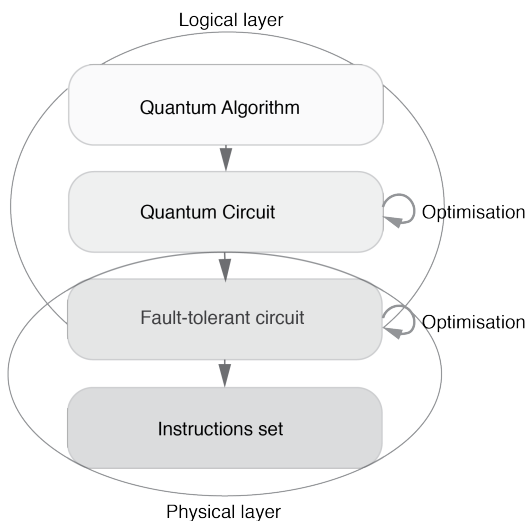 Logical layer
Quantum Algorithm
Quantum Circuit
Optimisation
Fault-tolerant circuit
Optimisation
Instructions set
Physical layer